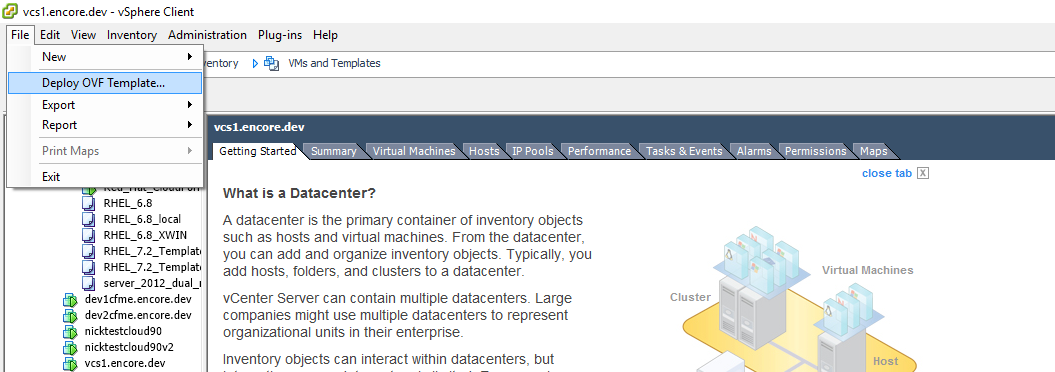 vcs1.encore.dev - vSphere Client
File Edit View Inventory Administration Plug-ins Help
New
Deploy OVF Template...
Export
Report
Print Maps
Exit
VMs and Templates
RHEL_6.8
RHEL_6.8_local
RHEL_6.8_XWIN
RHEL_7.2_Templat
RHEL_7.2_Templat
server_2012_dual_
dev1cfme.encore.dev
dev2cfme.encore.dev
nicktestcloud90
nicktestcloud90v2
vcs1.encore.dev
vcs1.encore.dev
Getting Started Summary Virtual Machines Hosts IP Pools Performance Tasks & Events Alarms Permissions Maps
close tab X
What is a Datacenter?
A datacenter is the primary container of inventory objects
such as hosts and virtual machines. From the datacenter,
you can add and organize inventory objects. Typically, you
add hosts, folders, and clusters to a datacenter.
vCenter Server can contain multiple datacenters. Large
companies might use multiple datacenters to represent
organizational units in their enterprise.
Inventory objects can interact within datacenters, but
Virtual Machines
Cluster
Host